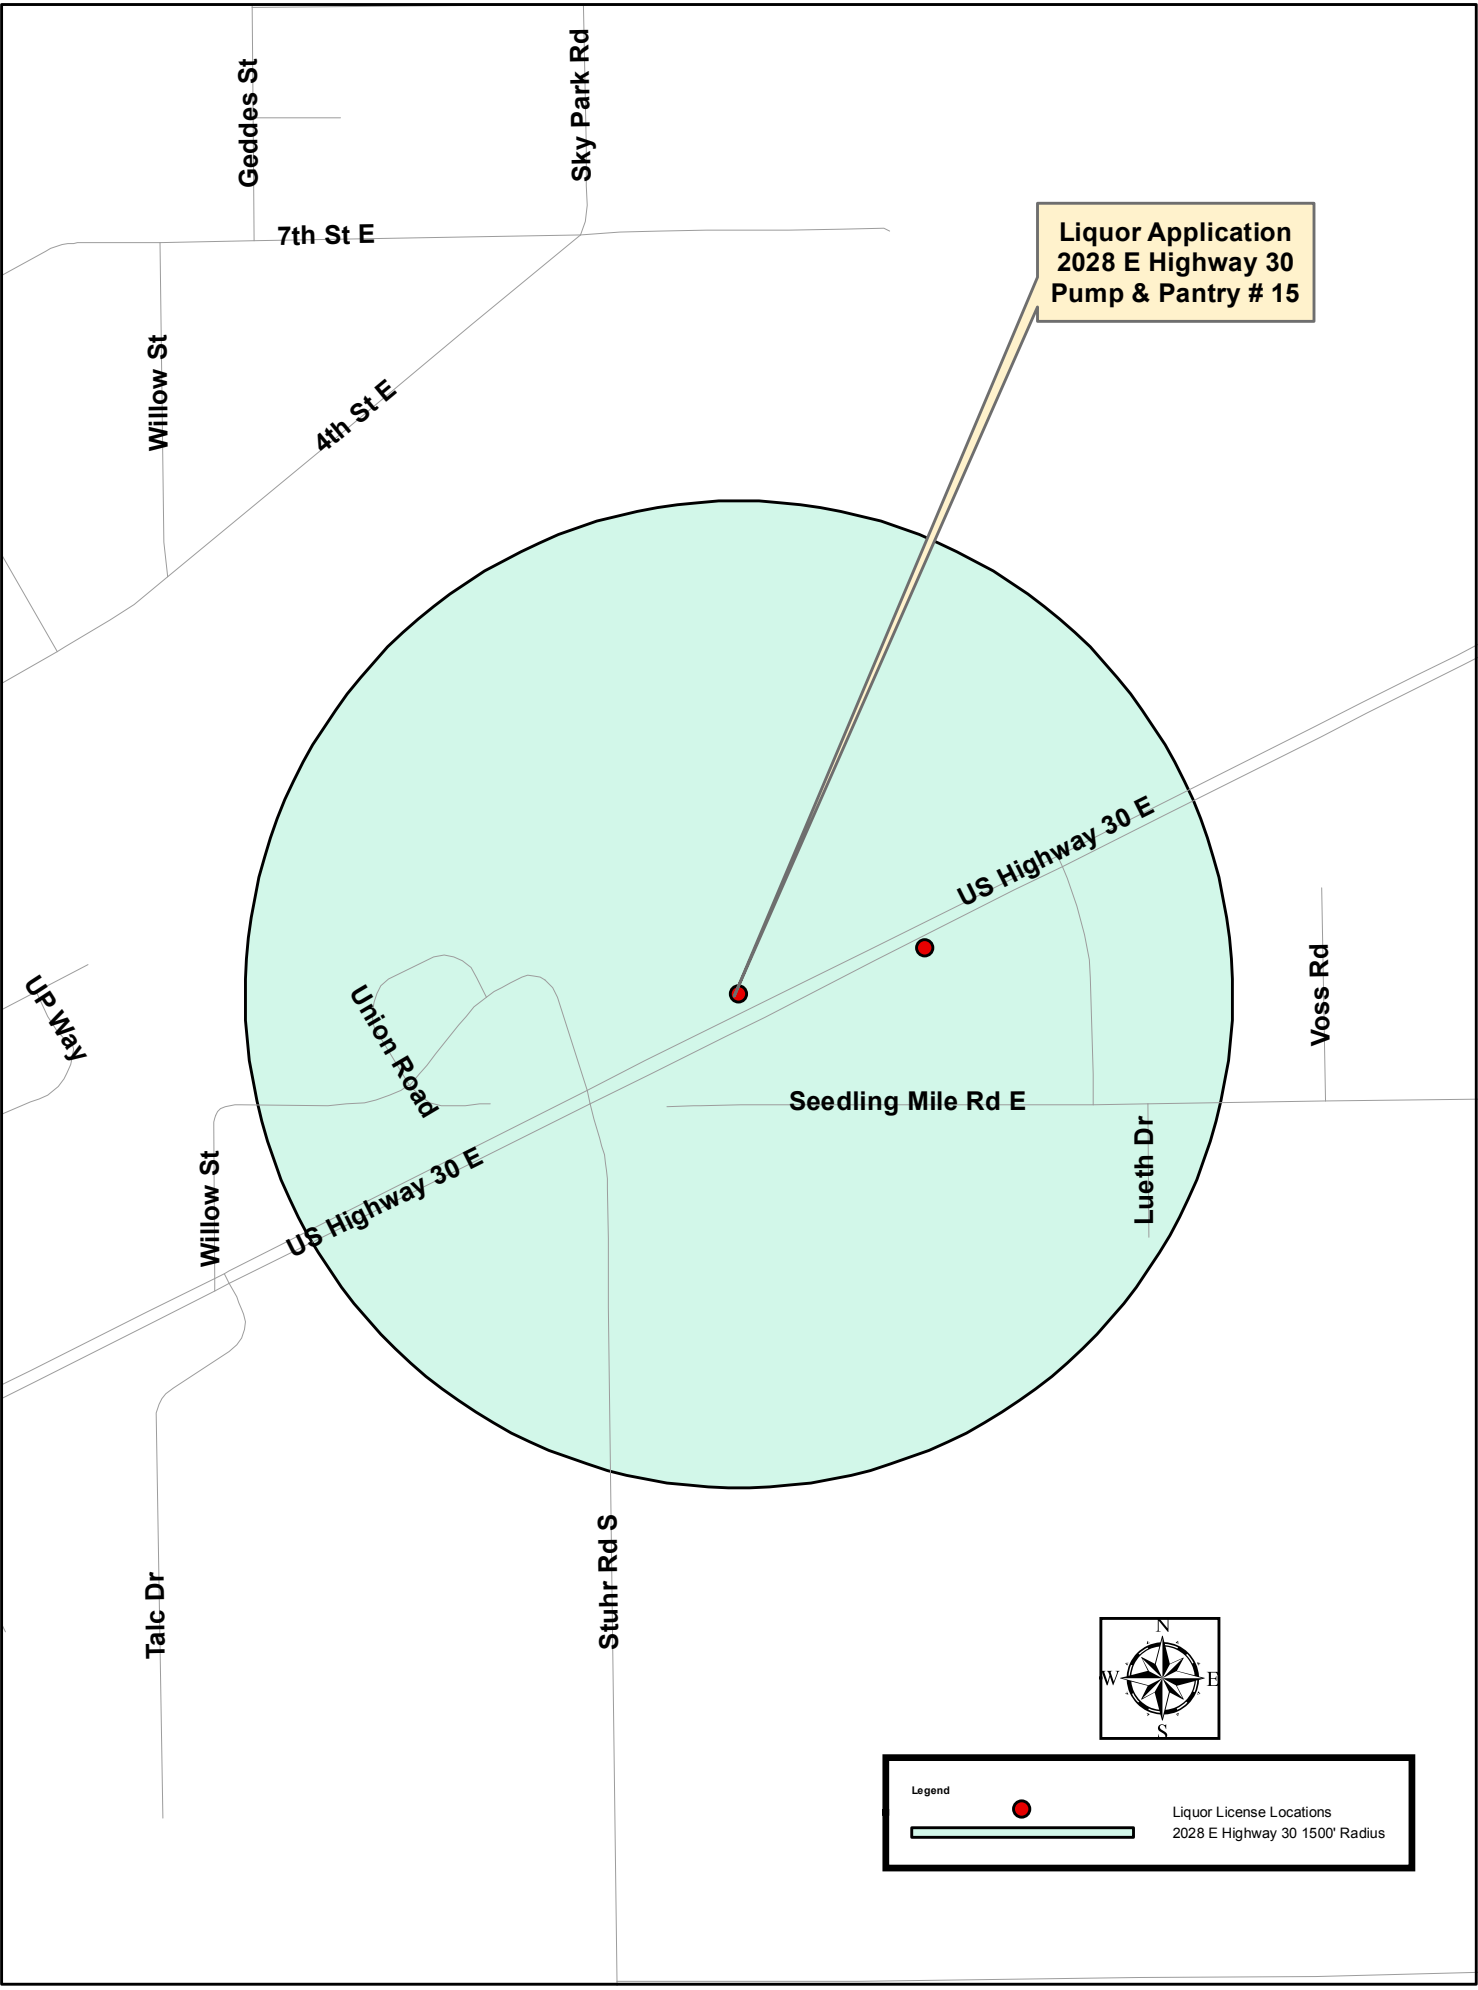 Geddes St
Sky Park Rd
7th St E
Liquor Application
2028 E Highway 30
Pump & Pantry # 15
Willow St
4th St E
US Highway 30 E
UP Way
Union Road
Voss Rd
Seedling Mile Rd E
Lueth Dr
Willow St
US Highway 30 E
Talc Dr
Stuhr Rd S
N
W E
S
Legend
Liquor License Locations
2028 E Highway 30 1500' Radius